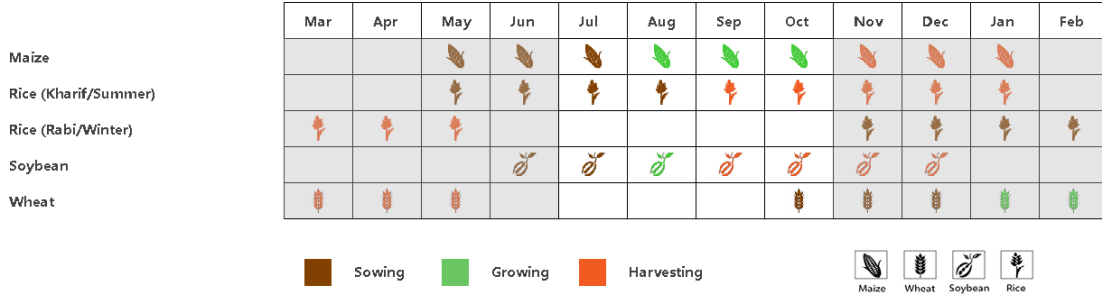 Mar Apr May Jun Jul Aug Sep Oct Nov Dec Jan Feb
Maize
Rice (Kharif/Summer)
Rice (Rabi/Winter)
Soybean
Wheat
Sowing Growing Harvesting
Maize Wheat Soybean Rice